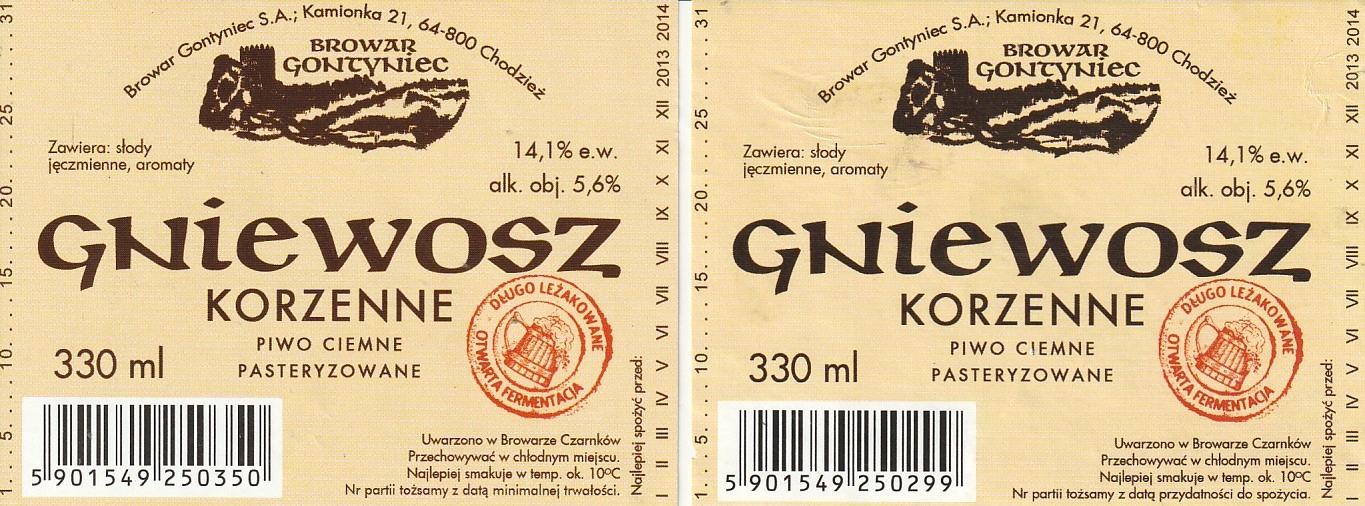 Browar Gontyniec S.A.; Kamionka 21, 64-800 Chodzież
BROWAR
GONTYNIEC
Zawiera: słody
jęczmienne, aromaty
14,1% e.w.
alk. obj. 5,6%
GNIEWOSZ
KORZENNE
PIWO CIEMNE
PASTERYZOWANE
330 ml
DŁUGO LEŻAKOWANE
OTWARTA FERMENTACJA
5 901549 250350
Uwarzono w Browarze Czarnków
Przechowywać w chłodnym miejscu.
Najlepiej smakuje w temp. ok. 10ºC
Nr partii tożsamy z datą minimalnej trwałości.
1. . . . 5. . . . . 10. . . . . 15. . . . . 20. . . . . 25. . . . . 31
Najlepiej spożyć przed:
I II III IV V VI VII VIII IX X XI XII 2013 2014
Browar Gontyniec S.A.; Kamionka 21, 64-800 Chodzież
BROWAR
GONTYNIEC
Zawiera: słody
jęczmienne, aromaty
14,1% e.w.
alk. obj. 5,6%
GNIEWOSZ
KORZENNE
PIWO CIEMNE
PASTERYZOWANE
330 ml
DŁUGO LEŻAKOWANE
OTWARTA FERMENTACJA
5 901549 250299
Uwarzono w Browarze Czarnków
Przechowywać w chłodnym miejscu.
Najlepiej smakuje w temp. ok. 10ºC
Nr partii tożsamy z datą przydatności do spożycia.
1. . . . 5. . . . . 10. . . . . 15. . . . . 20. . . . . 25. . . . . 31
Najlepiej spożyć przed:
I II III IV V VI VII VIII IX X XI XII 2013 2014